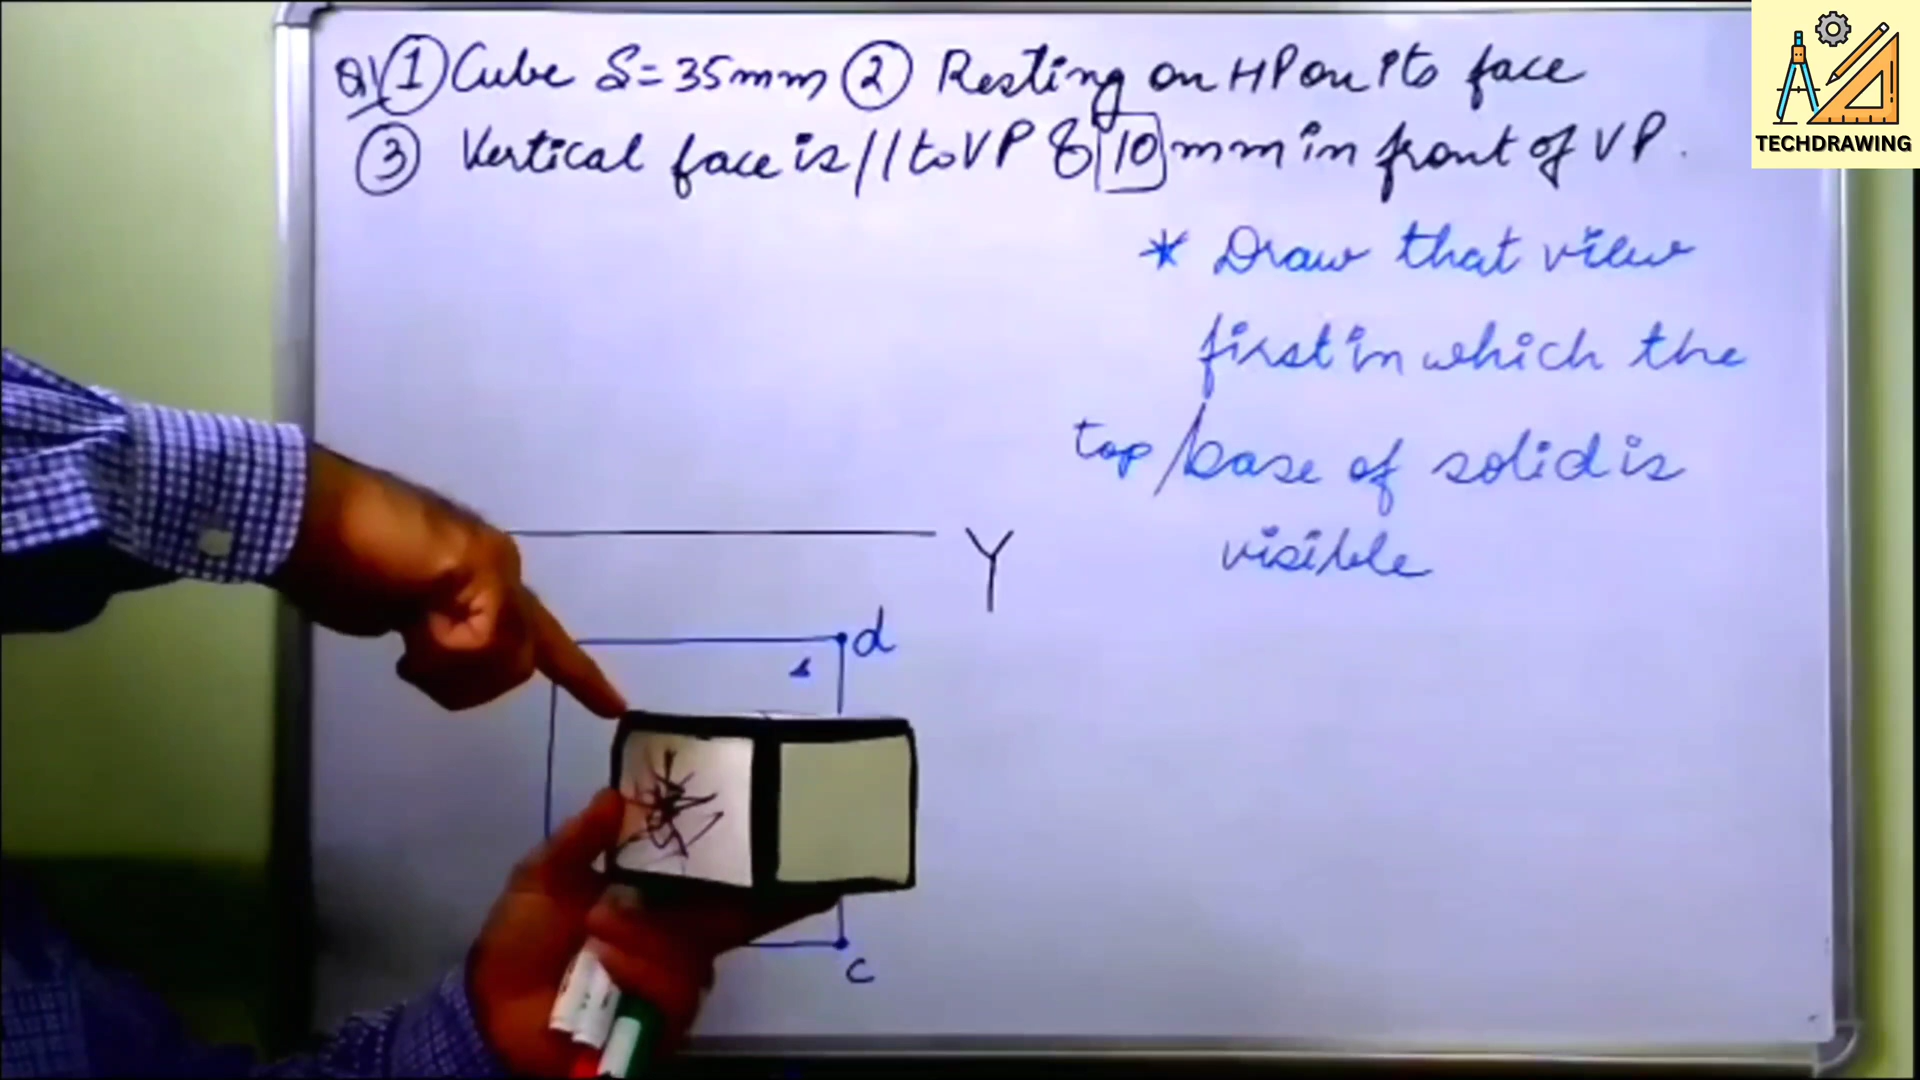 Q1 ① Cube S=35mm ② Resting on HP on its face
③ Vertical face is // to VP & 10 mm in front of VP.
* Draw that view
first in which the
top/base of solid is
visible
Y
d
c
TECHDRAWING